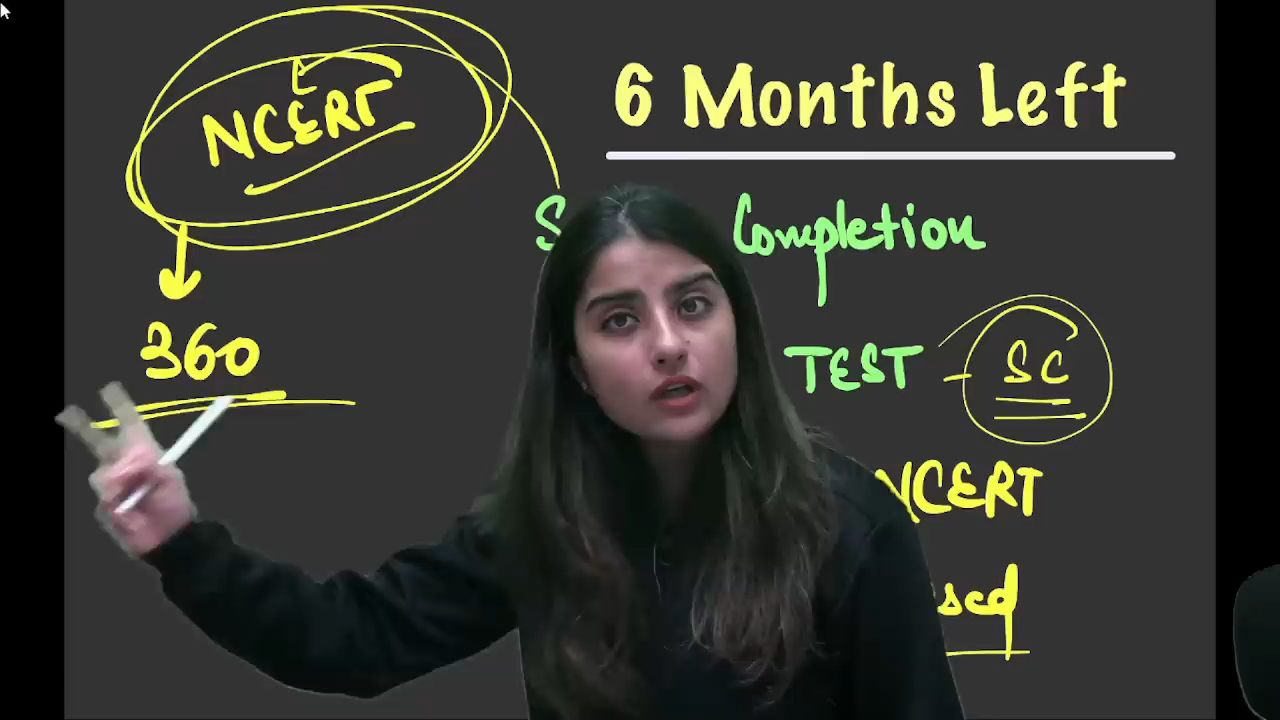 NCERT
360
6 Months Left
Completion
TEST - SC
NCERT